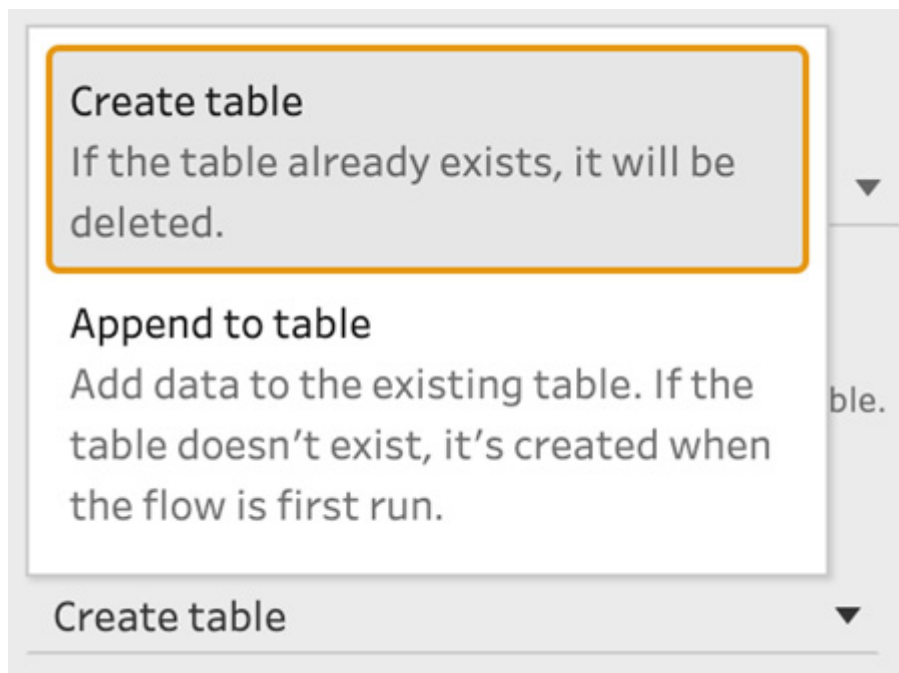 Create table
If the table already exists, it will be
deleted.
Append to table
Add data to the existing table. If the
table doesn’t exist, it’s created when
the flow is first run.
ble.
Create table